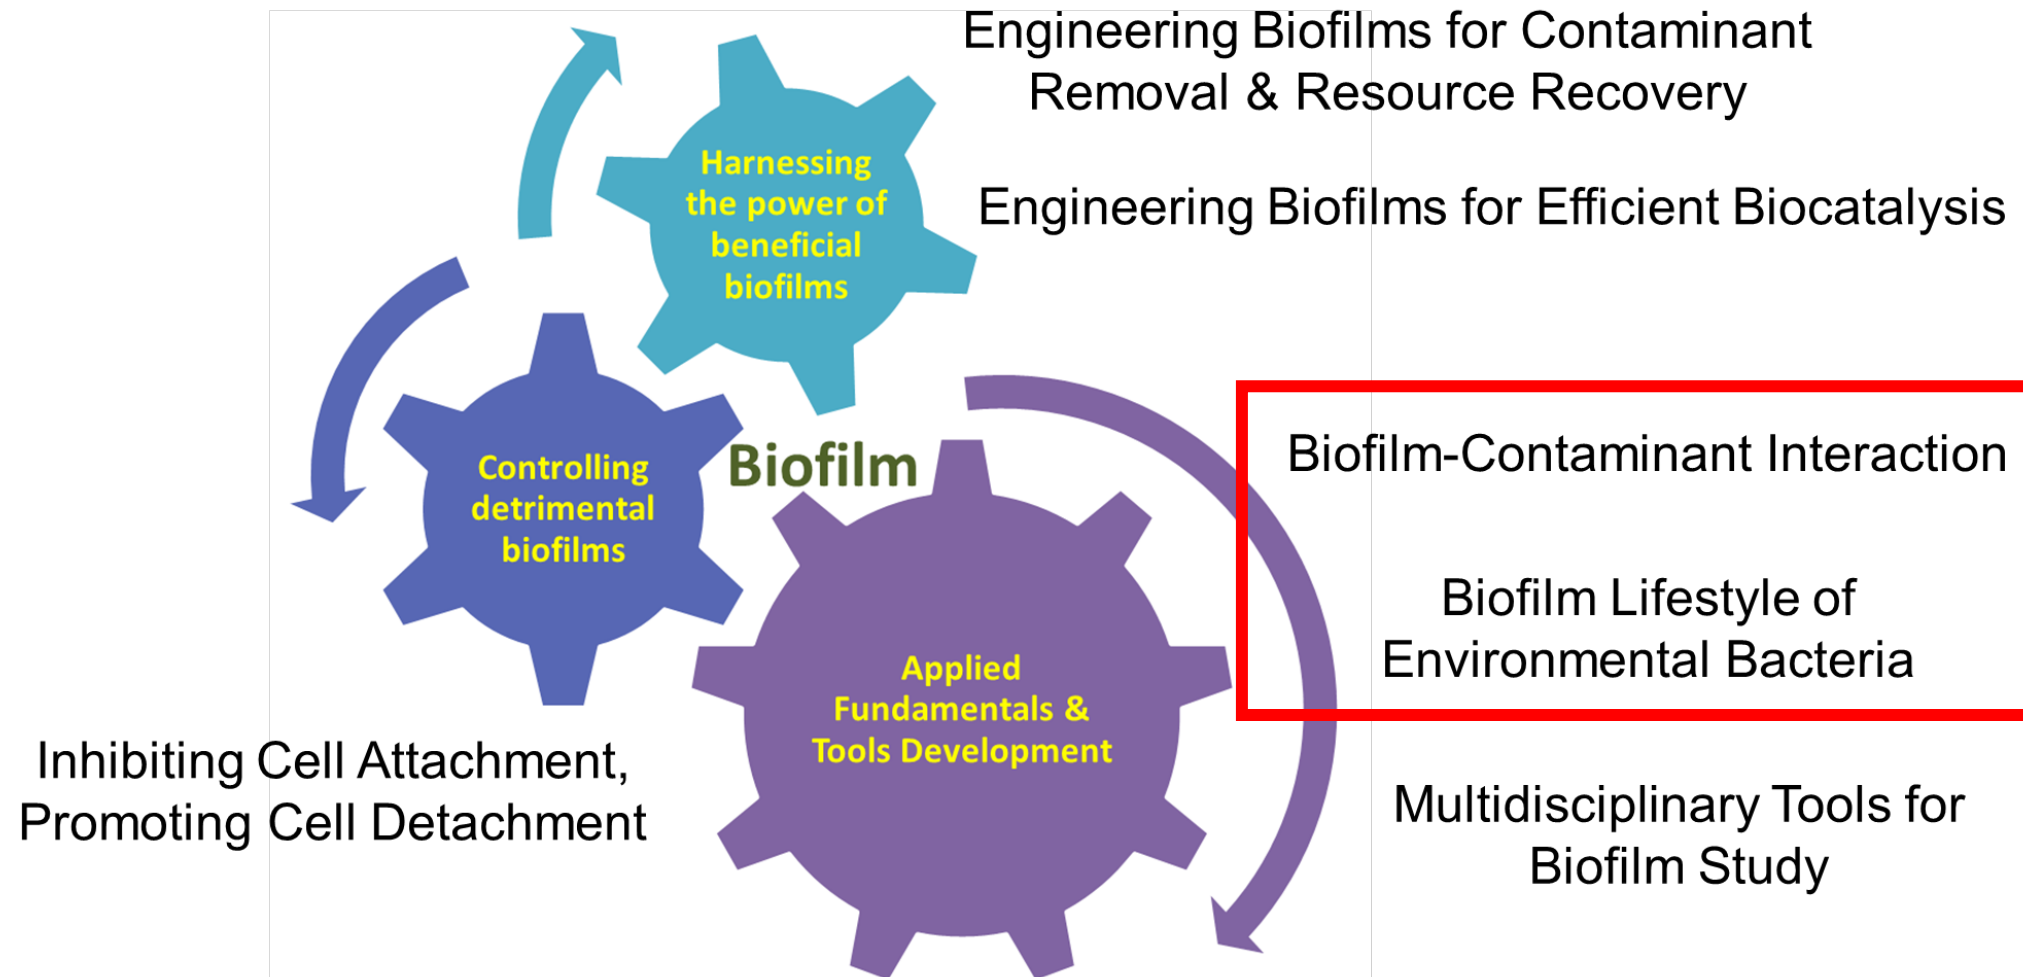 Engineering Biofilms for Contaminant
Removal & Resource Recovery
Harnessing
the power of
beneficial
biofilms
Engineering Biofilms for Efficient Biocatalysis
Controlling
detrimental
biofilms
Biofilm
Biofilm-Contaminant Interaction
Biofilm Lifestyle of
Environmental Bacteria
Applied
Fundamentals &
Tools Development
Inhibiting Cell Attachment,
Promoting Cell Detachment
Multidisciplinary Tools for
Biofilm Study